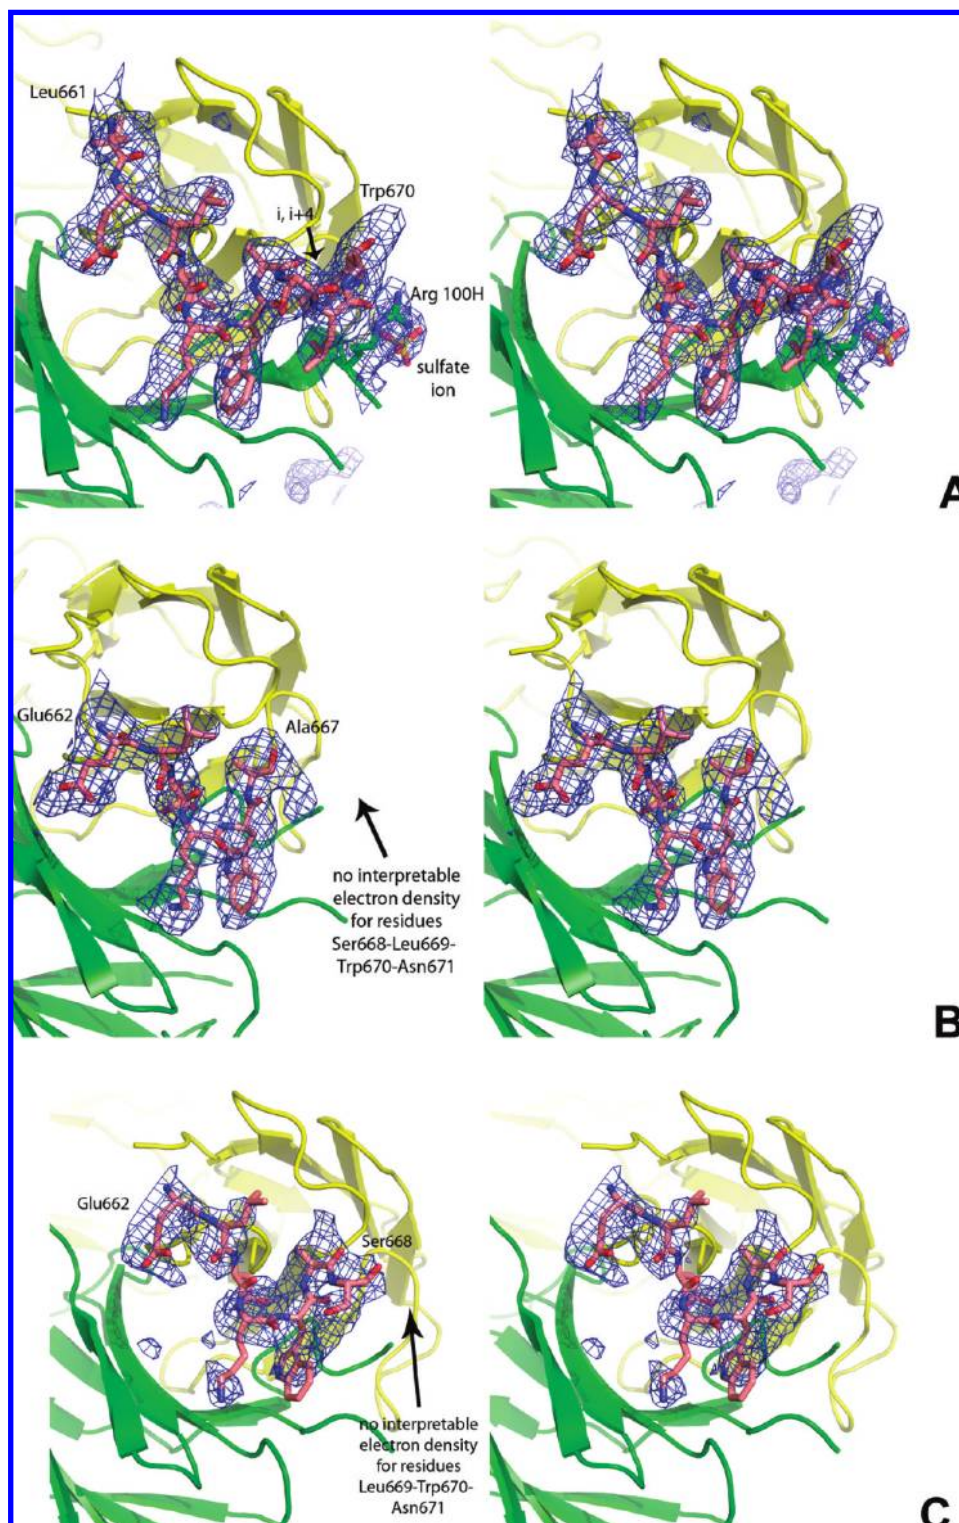 Leu661
Trp670
i, i+4
Arg 100H
sulfate
ion
A
Glu662
Ala667
no interpretable
electron density
for residues
Ser668-Leu669-
Trp670-Asn671
B
Glu662
Ser668
no interpretable
electron density
for residues
Leu669-Trp670-
Asn671
C